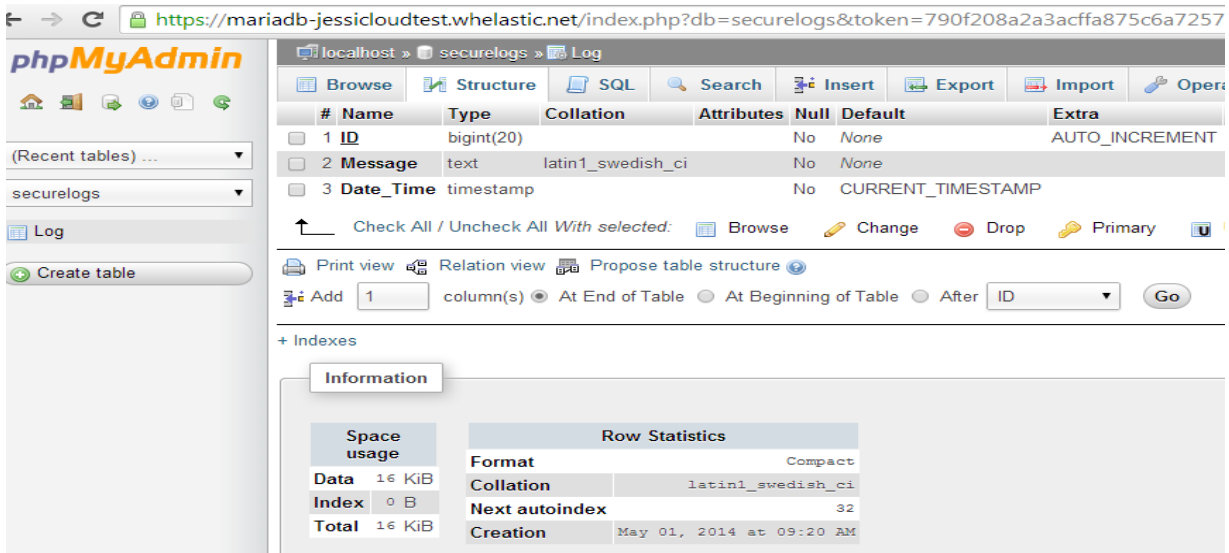 https://mariadb-jessicloudtest.whelastic.net/index.php?db=securelogs&token=790f208a2a3acffa875c6a7257
phpMyAdmin
(Recent tables) ...
securelogs
Log
Create table
localhost » securelogs » Log
Browse Structure SQL Search Insert Export Import Opera
# Name Type Collation Attributes Null Default Extra
1 ID bigint(20) No None AUTO_INCREMENT
2 Message text latin1_swedish_ci No None
3 Date_Time timestamp No CURRENT_TIMESTAMP
Check All / Uncheck All With selected: Browse Change Drop Primary U
Print view Relation view Propose table structure
Add 1 column(s) At End of Table At Beginning of Table After ID Go
+ Indexes
Information
Space usage
Data 16 KiB
Index 0 B
Total 16 KiB
Row Statistics
Format Compact
Collation latin1_swedish_ci
Next autoindex 32
Creation May 01, 2014 at 09:20 AM